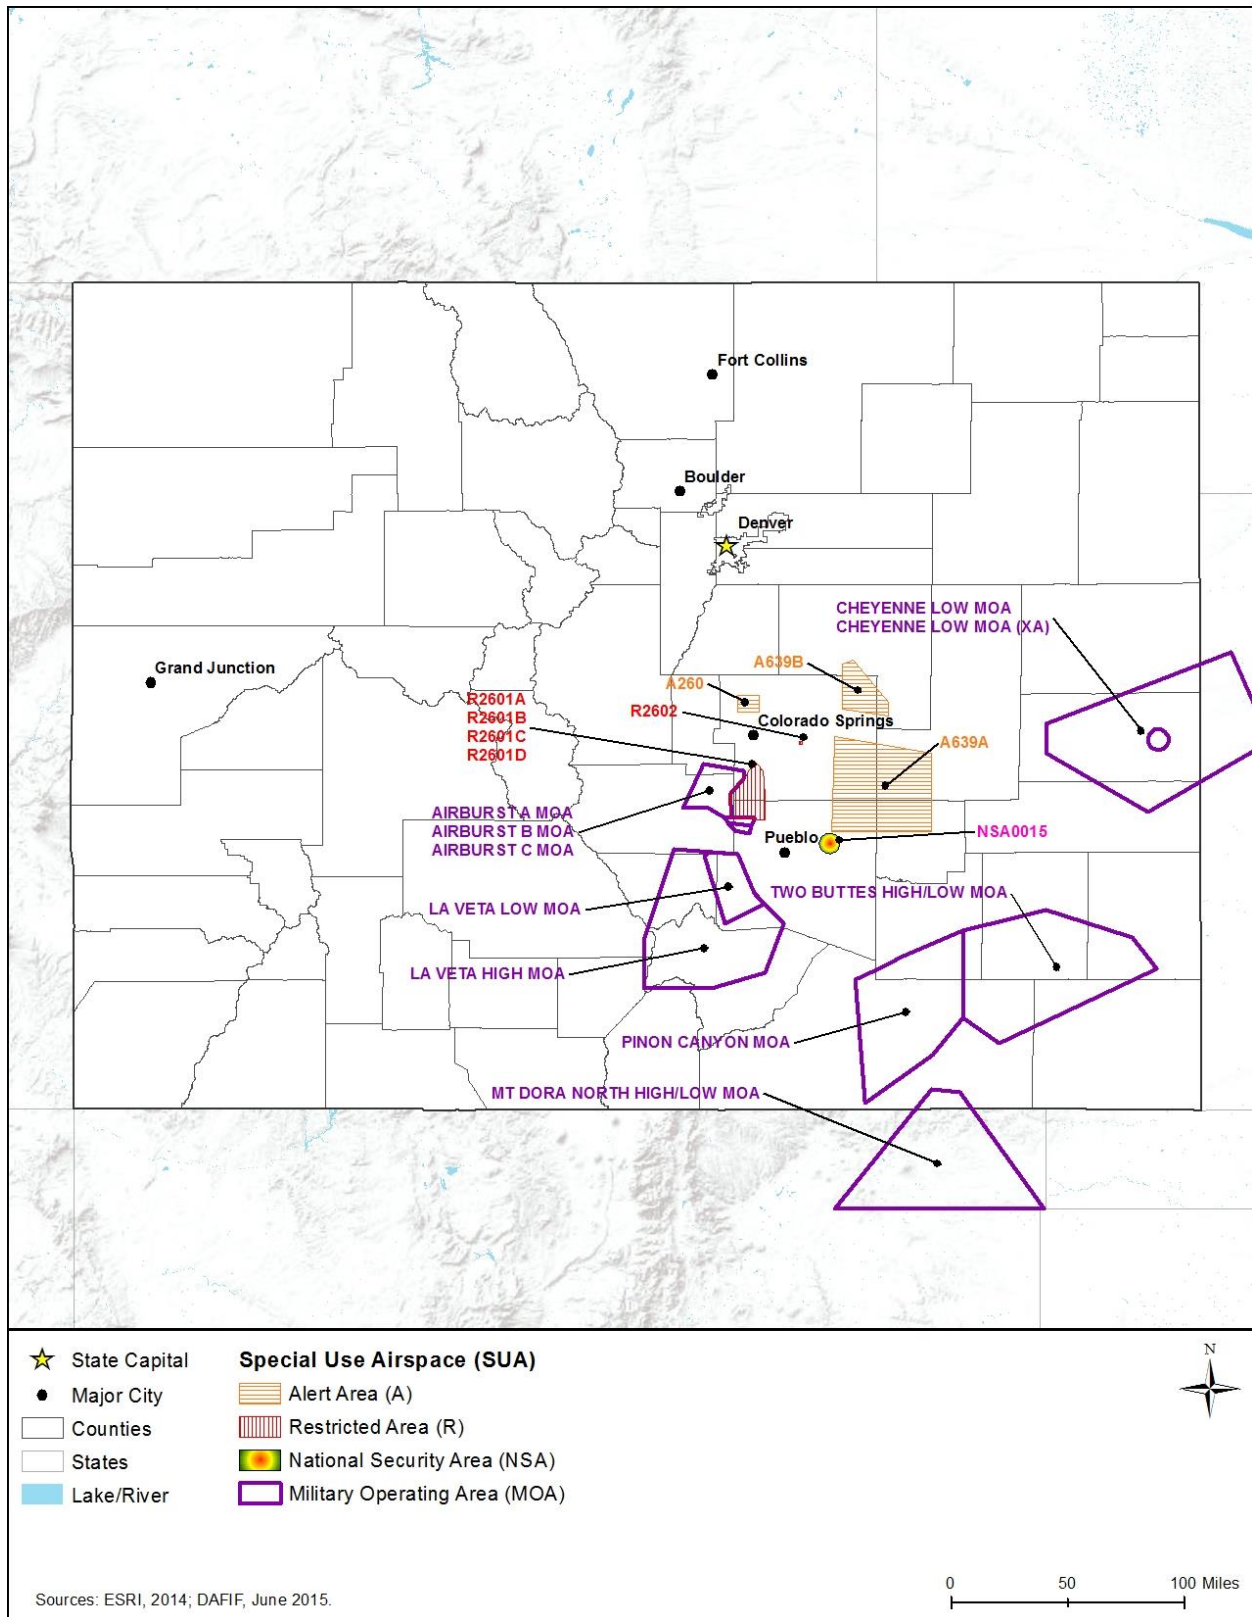 Fort Collins
Boulder
Denver
CHEYENNE LOW MOA
CHEYENNE LOW MOA (XA)
Grand Junction
A639B
A260
R2601A
R2601B
R2601C
R2601D
R2602
Colorado Springs
A639A
AIRBURST A MOA
AIRBURST B MOA
AIRBURST C MOA
Pueblo
NSA0015
LA VETA LOW MOA
TWO BUTTES HIGH/LOW MOA
LA VETA HIGH MOA
PINON CANYON MOA
MT DORA NORTH HIGH/LOW MOA
State Capital
Major City
Counties
States
Lake/River
Special Use Airspace (SUA)
Alert Area (A)
Restricted Area (R)
National Security Area (NSA)
Military Operating Area (MOA)
N
Sources: ESRI, 2014; DAFIF, June 2015.
0 50 100 Miles